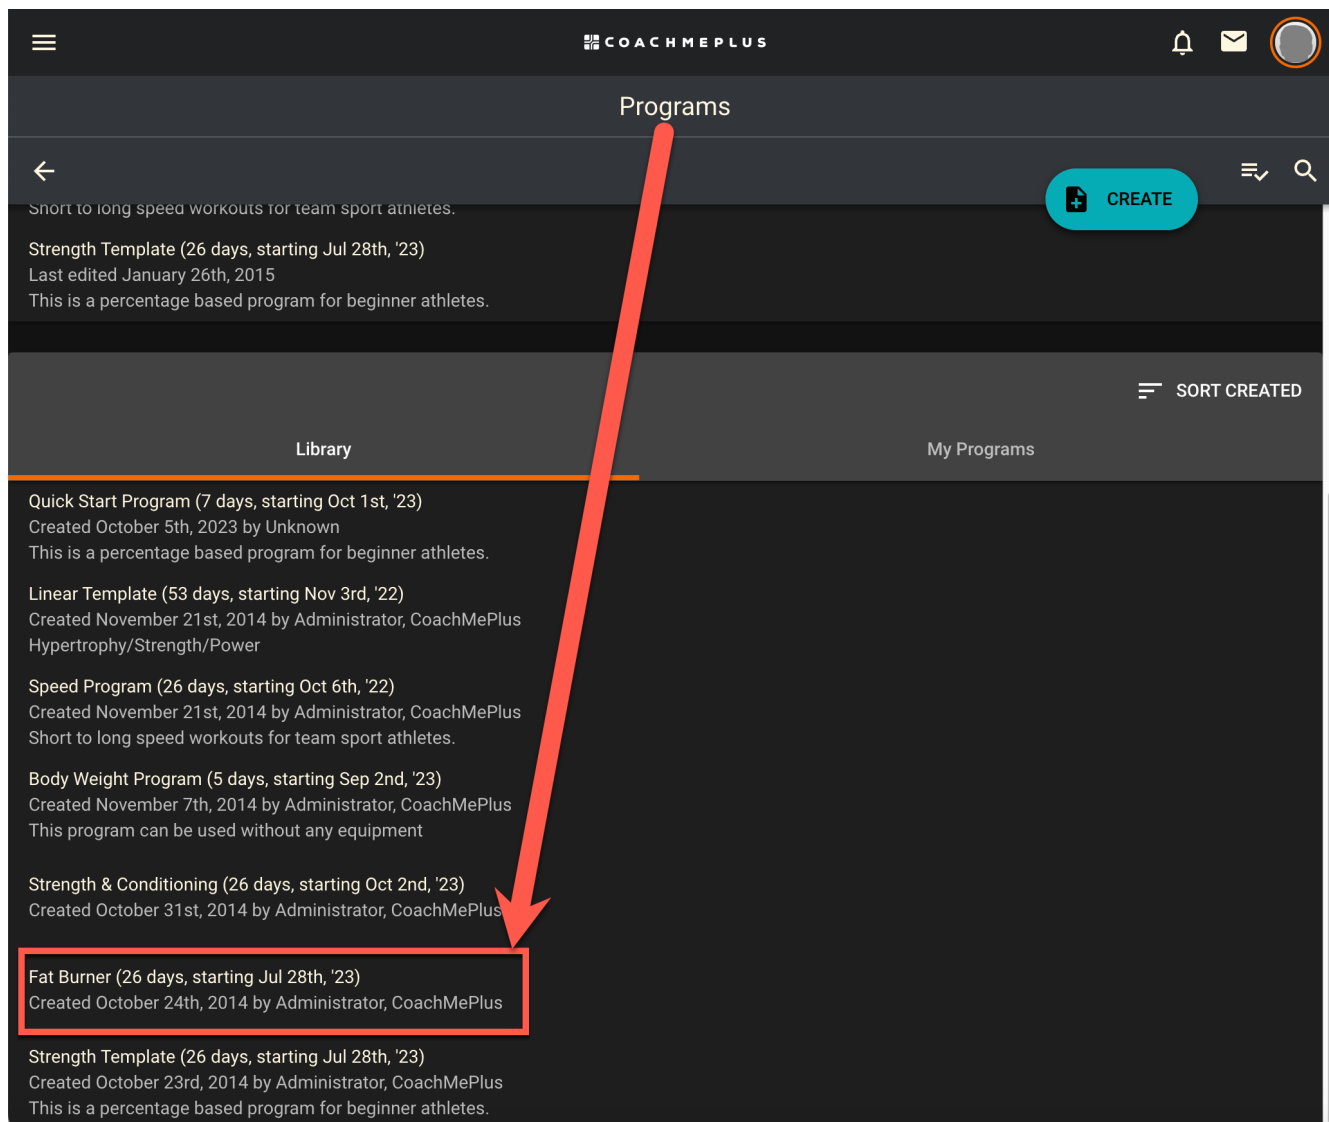 COACHMEPLUS
Programs
CREATE
Short to long speed workouts for team sport athletes.
Strength Template (26 days, starting Jul 28th, '23)
Last edited January 26th, 2015
This is a percentage based program for beginner athletes.
SORT CREATED
Library
My Programs
Quick Start Program (7 days, starting Oct 1st, '23)
Created October 5th, 2023 by Unknown
This is a percentage based program for beginner athletes.
Linear Template (53 days, starting Nov 3rd, '22)
Created November 21st, 2014 by Administrator, CoachMePlus
Hypertrophy/Strength/Power
Speed Program (26 days, starting Oct 6th, '22)
Created November 21st, 2014 by Administrator, CoachMePlus
Short to long speed workouts for team sport athletes.
Body Weight Program (5 days, starting Sep 2nd, '23)
Created November 7th, 2014 by Administrator, CoachMePlus
This program can be used without any equipment
Strength & Conditioning (26 days, starting Oct 2nd, '23)
Created October 31st, 2014 by Administrator, CoachMePlus
Fat Burner (26 days, starting Jul 28th, '23)
Created October 24th, 2014 by Administrator, CoachMePlus
Strength Template (26 days, starting Jul 28th, '23)
Created October 23rd, 2014 by Administrator, CoachMePlus
This is a percentage based program for beginner athletes.